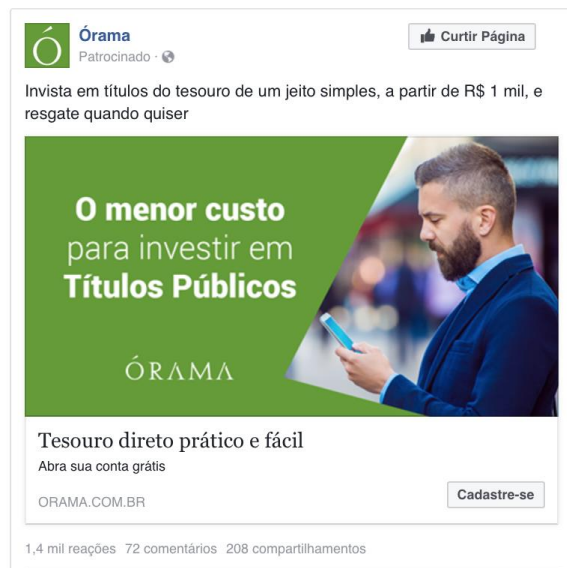 Ó
Órama
Curtir Página
Patrocinado ·
Invista em títulos do tesouro de um jeito simples, a partir de R$ 1 mil, e
resgate quando quiser
O menor custo
para investir em
Títulos Públicos
ÓRAMA
Tesouro direto prático e fácil
Abra sua conta grátis
ORAMA.COM.BR
Cadastre-se
1,4 mil reações 72 comentários 208 compartilhamentos